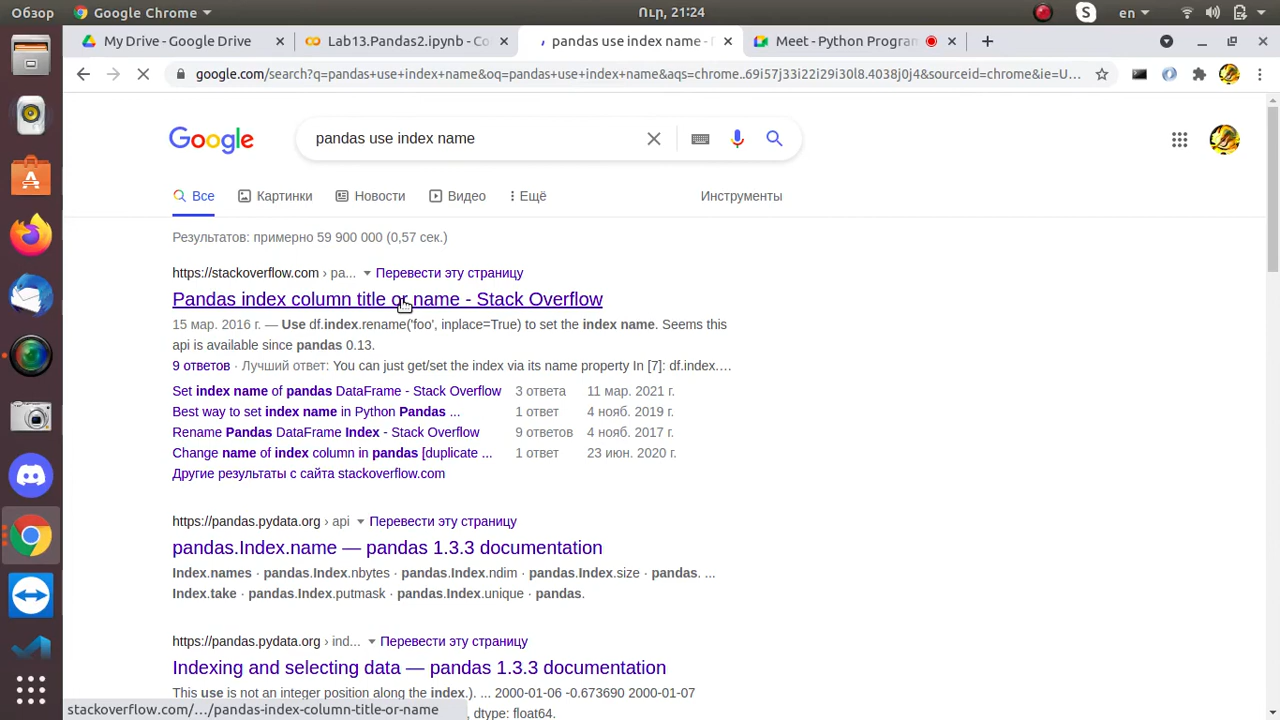 Обзор
Google Chrome
Ուր, 21:24
en
My Drive - Google Drive
Lab13.Pandas2.ipynb - Co
pandas use index name -
Meet - Python Program
google.com/search?q=pandas+use+index+name&oq=pandas+use+index+name&aqs=chrome..69i57j33i22i29i30l8.4038j0j4&sourceid=chrome&ie=U...
Google
pandas use index name
Все
Картинки
Новости
Видео
Ещё
Инструменты
Результатов: примерно 59 900 000 (0,57 сек.)
https://stackoverflow.com › pa... Перевести эту страницу
Pandas index column title or name - Stack Overflow
15 мар. 2016 г. — Use df.index.rename('foo', inplace=True) to set the index name. Seems this
api is available since pandas 0.13.
9 ответов · Лучший ответ: You can just get/set the index via its name property In [7]: df.index.…
Set index name of pandas DataFrame - Stack Overflow 3 ответа 11 мар. 2021 г.
Best way to set index name in Python Pandas ... 1 ответ 4 нояб. 2019 г.
Rename Pandas DataFrame Index - Stack Overflow 9 ответов 4 нояб. 2017 г.
Change name of index column in pandas [duplicate ... 1 ответ 23 июн. 2020 г.
Другие результаты с сайта stackoverflow.com
https://pandas.pydata.org › api Перевести эту страницу
pandas.Index.name — pandas 1.3.3 documentation
Index.names · pandas.Index.nbytes · pandas.Index.ndim · pandas.Index.size · pandas. ...
Index.take · pandas.Index.putmask · pandas.Index.unique · pandas.
https://pandas.pydata.org › ind... Перевести эту страницу
Indexing and selecting data — pandas 1.3.3 documentation
This use is not an integer position along the index.). ... 2000-01-06 -0.673690 2000-01-07
dtype: float64.
stackoverflow.com/.../pandas-index-column-title-or-name